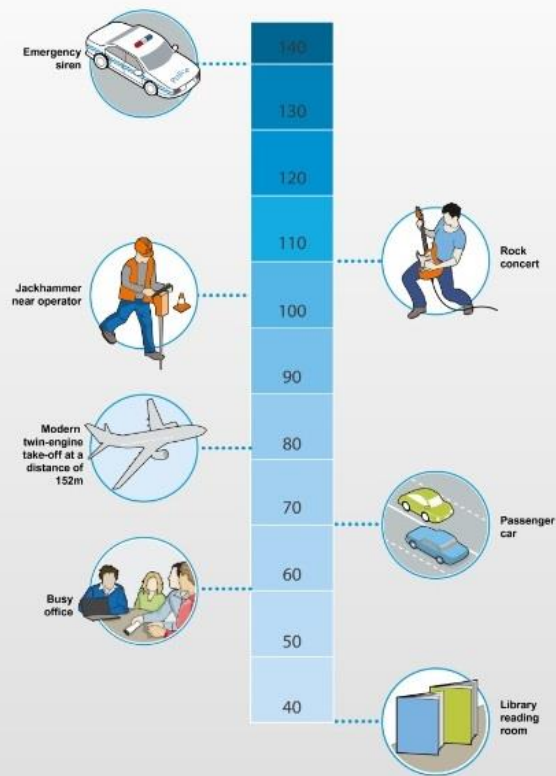 Emergency
siren
Police
140
130
120
110
Rock
concert
Jackhammer
near operator
100
90
Modern
twin-engine
take-off at a
distance of
152m
80
70
Passenger
car
60
Busy
office
50
40
Library
reading
room